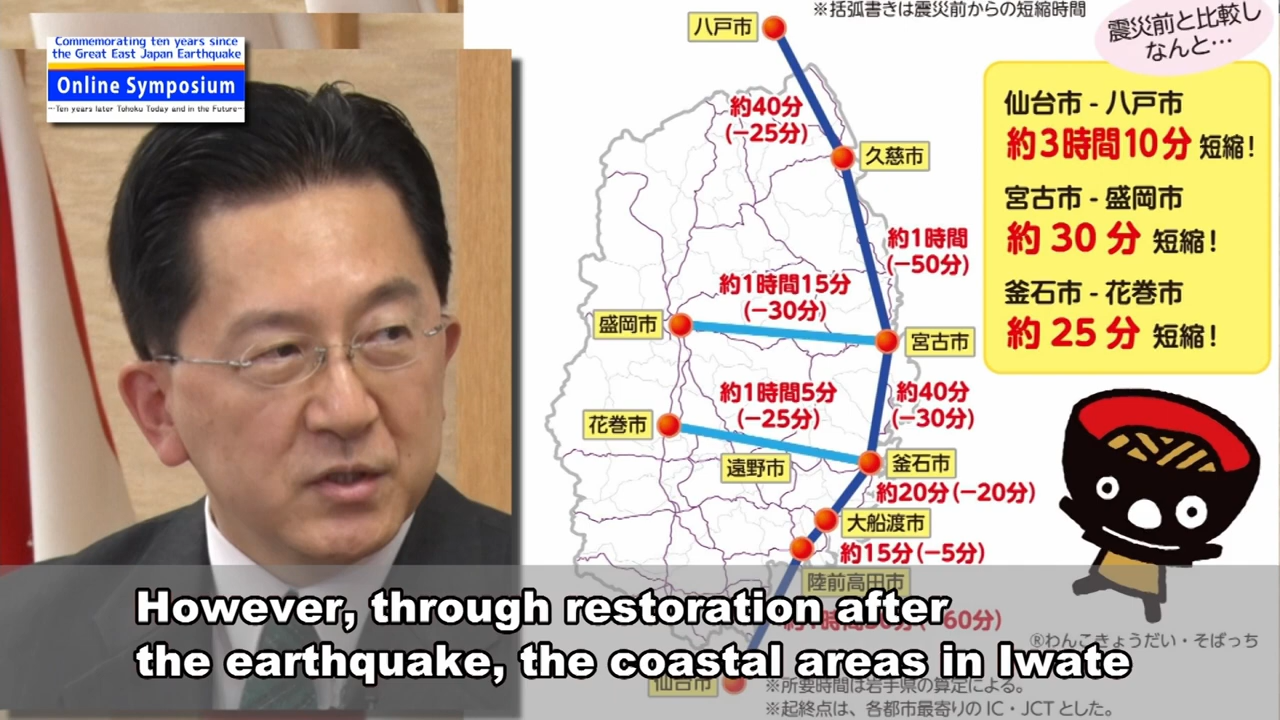 Commemorating ten years since
the Great East Japan Earthquake
Online Symposium
-Ten years later Tohoku Today and in the Future-
※括弧書きは震災前からの短縮時間
震災前と比較し
なんと…
八戸市
約40分
(−25分)
久慈市
約1時間
(−50分)
約1時間15分
(−30分)
盛岡市
宮古市
約1時間5分
(−25分)
約40分
(−30分)
花巻市
遠野市
釜石市
約20分(−20分)
大船渡市
約15分(−5分)
陸前高田市
60分)
仙台市
仙台市 - 八戸市
約3時間10分 短縮!
宮古市 - 盛岡市
約 30 分 短縮!
釜石市 - 花巻市
約 25 分 短縮!
®わんこきょうだい・そばっち
However, through restoration after
the earthquake, the coastal areas in Iwate
※所要時間は岩手県の算定による。
※起終点は、各都市最寄りの IC・JCT とした。